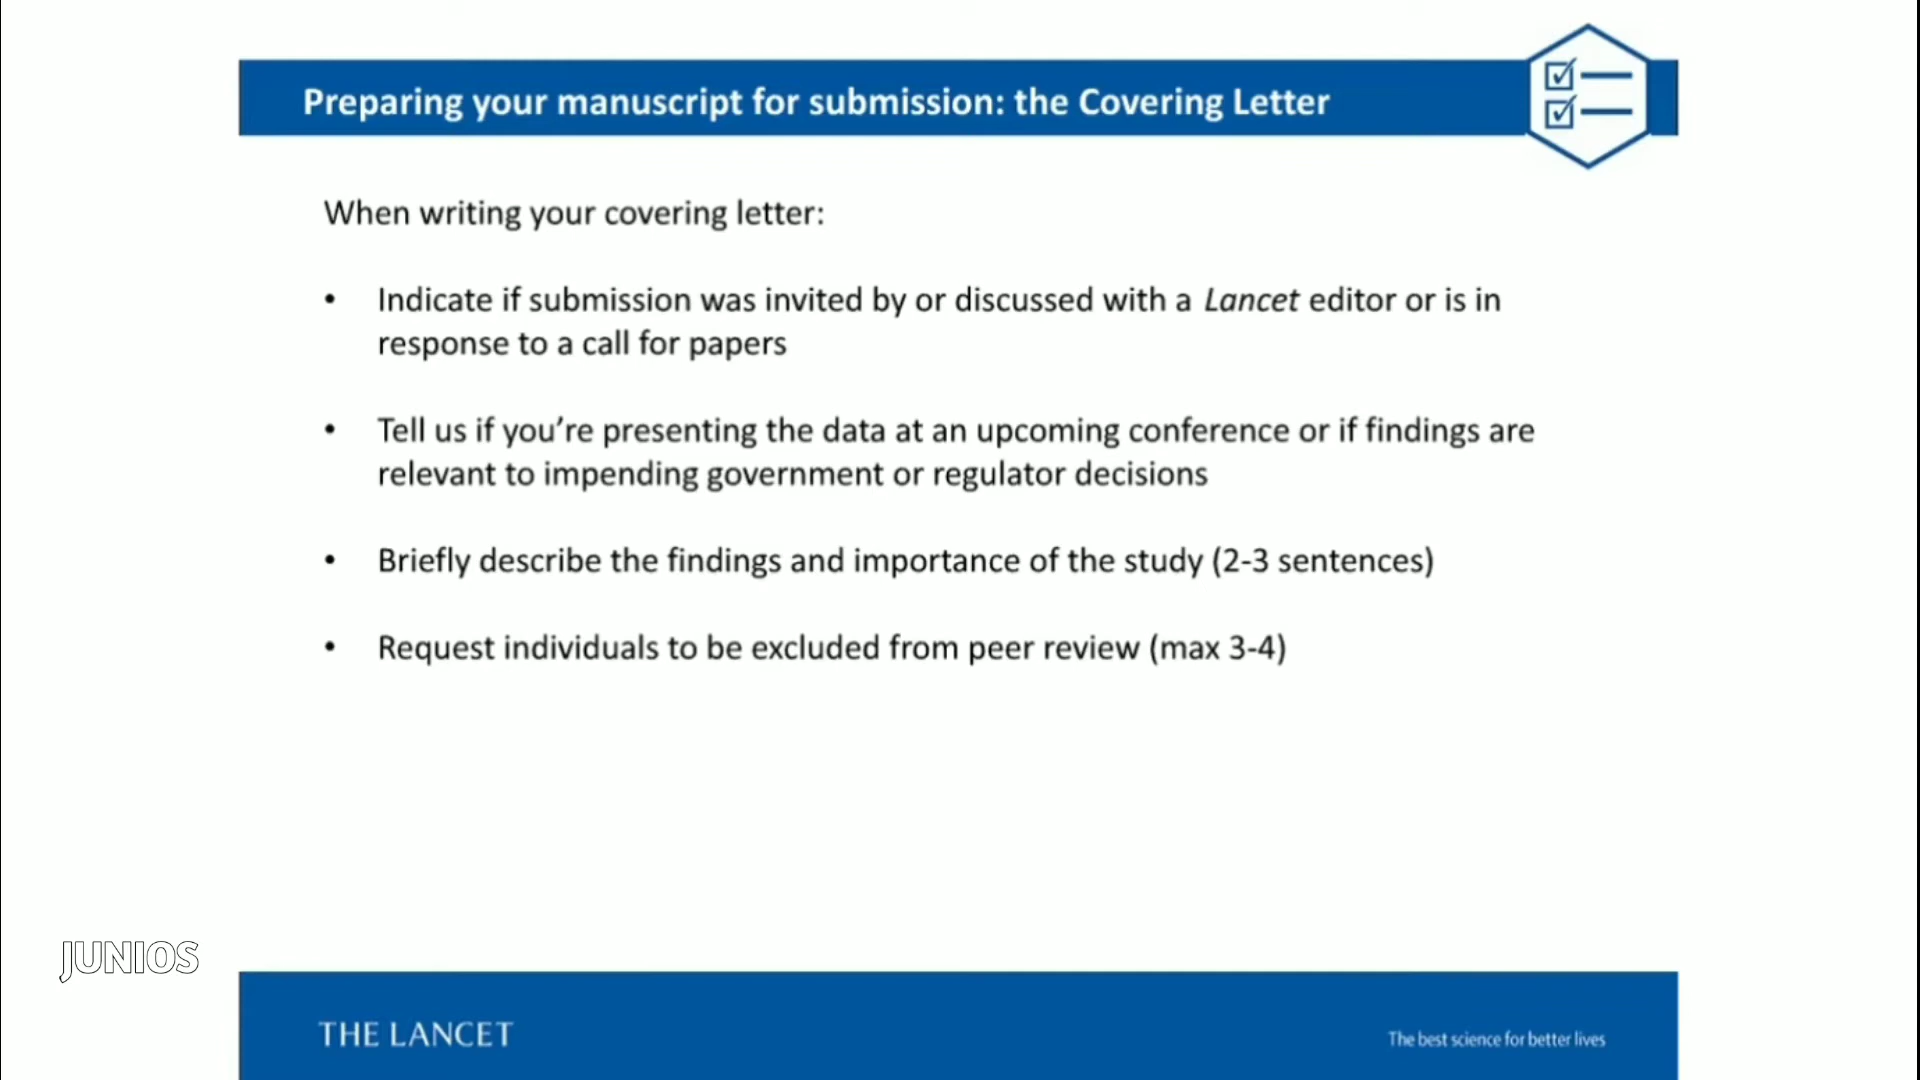 Preparing your manuscript for submission: the Covering Letter
When writing your covering letter:
• Indicate if submission was invited by or discussed with a Lancet editor or is in
response to a call for papers
• Tell us if you’re presenting the data at an upcoming conference or if findings are
relevant to impending government or regulator decisions
• Briefly describe the findings and importance of the study (2-3 sentences)
• Request individuals to be excluded from peer review (max 3-4)
JUNIOS
THE LANCET
The best science for better lives